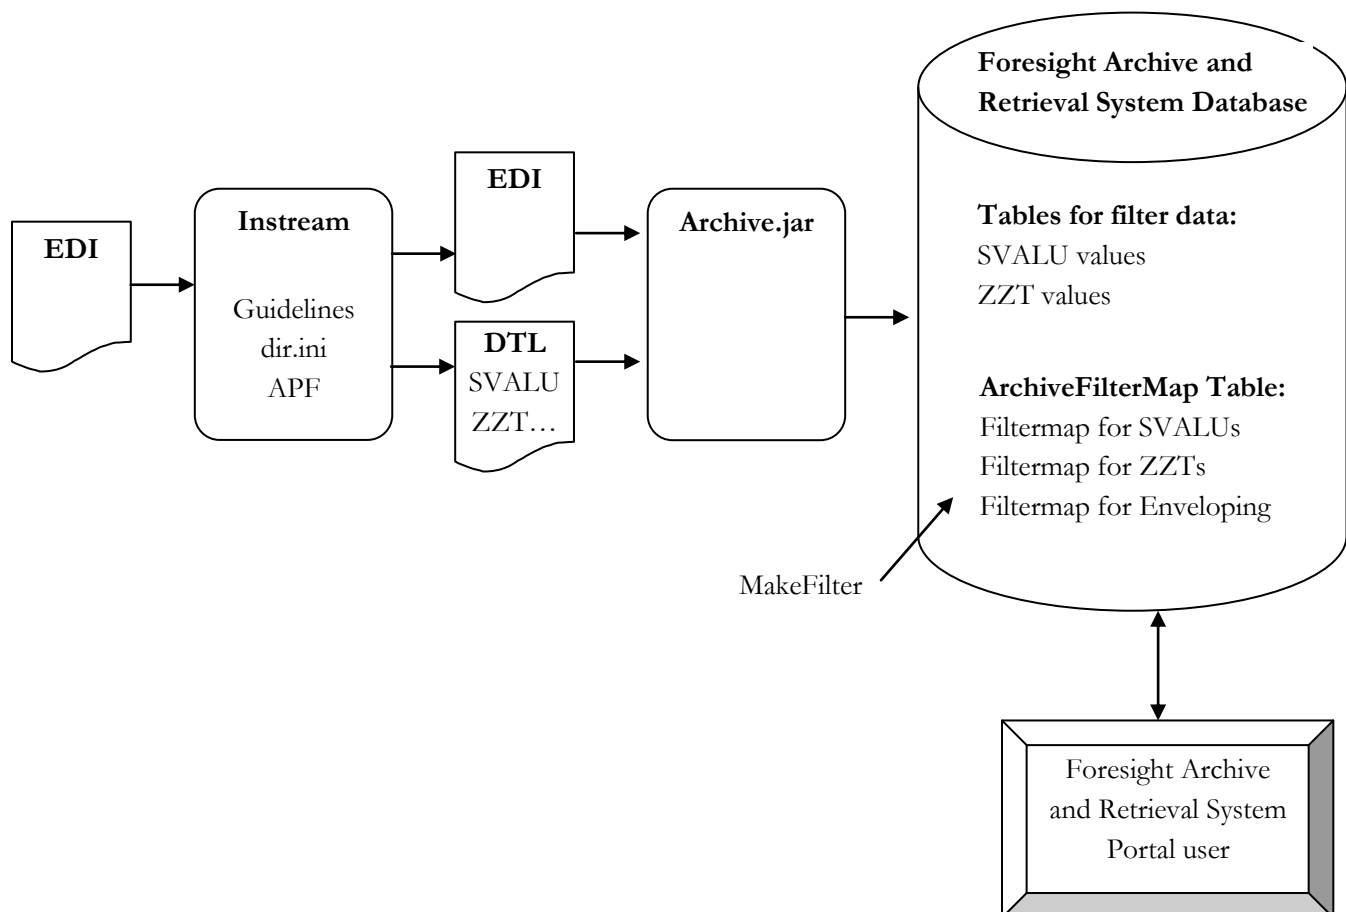 EDI
Instream
Guidelines
dir.ini
APF
EDI
DTL
SVALU
ZZT…
Archive.jar
Foresight Archive and
Retrieval System Database
Tables for filter data:
SVALU values
ZZT values
ArchiveFilterMap Table:
Filtermap for SVALUs
Filtermap for ZZTs
Filtermap for Enveloping
MakeFilter
Foresight Archive
and Retrieval System
Portal user